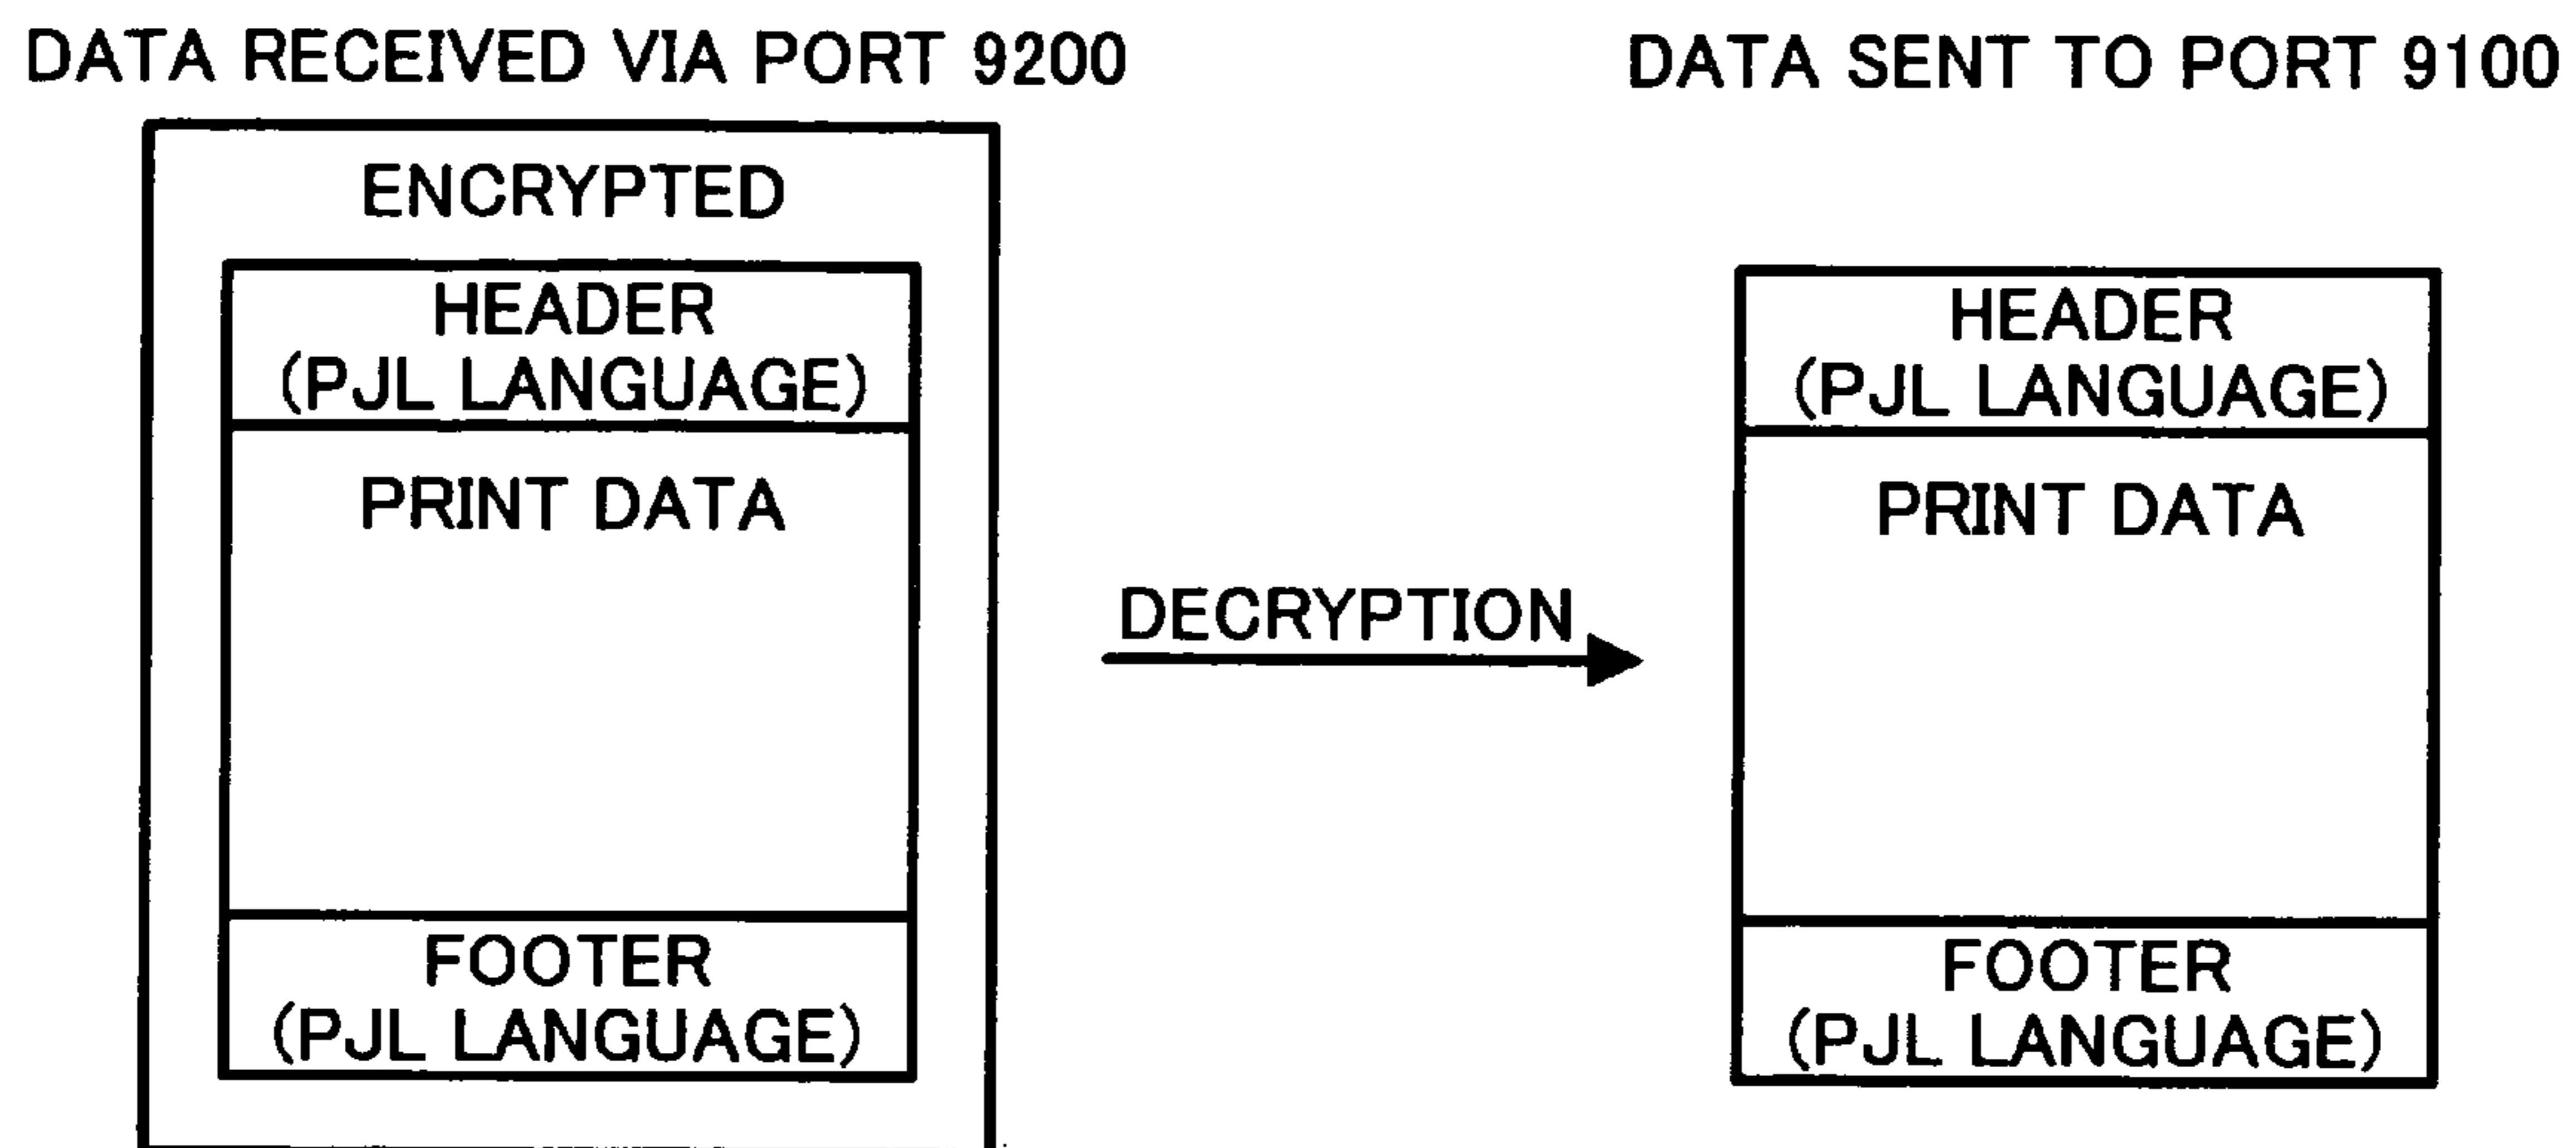 DATA RECEIVED VIA PORT 9200
ENCRYPTED
HEADER
(PJL LANGUAGE)
PRINT DATA
FOOTER
(PJL LANGUAGE)
DECRYPTION
DATA SENT TO PORT 9100
HEADER
(PJL LANGUAGE)
PRINT DATA
FOOTER
(PJL LANGUAGE)